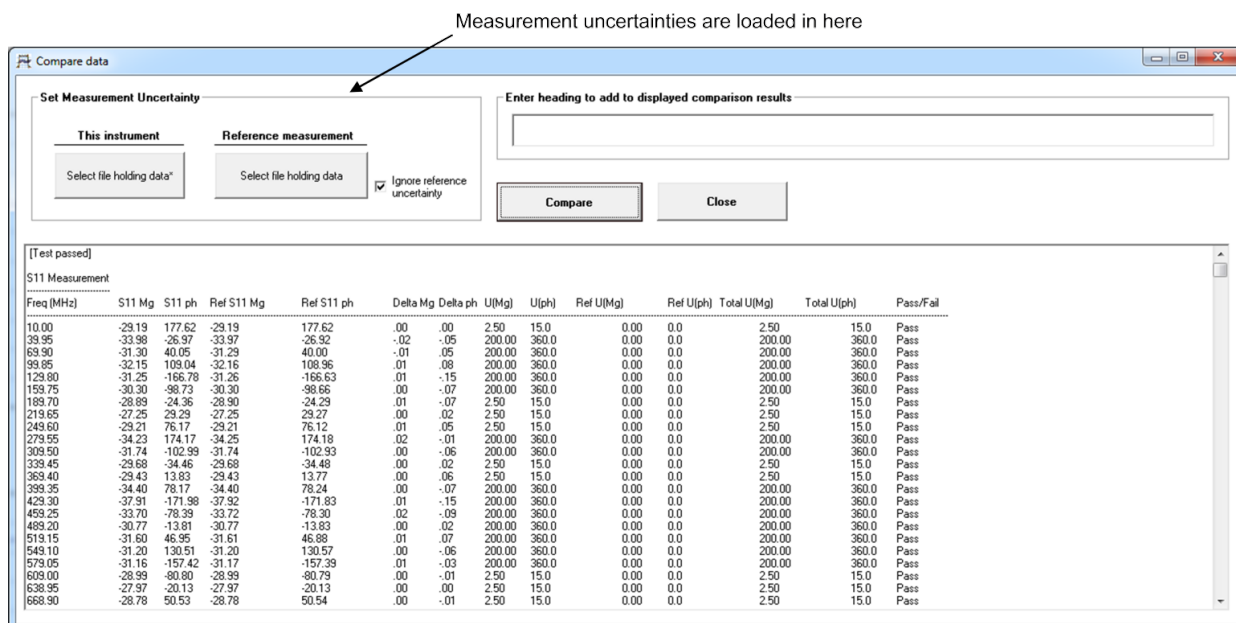 Measurement uncertainties are loaded in here
Compare data
Set Measurement Uncertainty
This instrument Reference measurement
Select file holding data* Select file holding data
Ignore reference
uncertainty
Enter heading to add to displayed comparison results
Compare Close
[Test passed]
S11 Measurement
Freq (MHz) S11 Mg S11 ph Ref S11 Mg Ref S11 ph Delta Mg Delta ph U(Mg) U(ph) Ref U(Mg) Ref U(ph) Total U(Mg) Total U(ph) Pass/Fail
10.00 -29.19 177.62 -29.19 177.62 .00 .00 2.50 15.0 0.00 0.0 2.50 15.0 Pass
39.95 -33.98 -26.97 -33.97 -26.92 -.02 -.05 200.00 360.0 0.00 0.0 200.00 360.0 Pass
69.90 -31.30 40.05 -31.29 40.00 -.01 .05 200.00 360.0 0.00 0.0 200.00 360.0 Pass
99.85 -32.15 109.04 -32.16 108.96 .01 .08 200.00 360.0 0.00 0.0 200.00 360.0 Pass
129.80 -31.25 -166.78 -31.26 -166.63 .01 -.15 200.00 360.0 0.00 0.0 200.00 360.0 Pass
159.75 -30.30 -98.73 -30.30 -98.66 .00 -.07 200.00 360.0 0.00 0.0 200.00 360.0 Pass
189.70 -28.89 -24.36 -28.90 -24.29 .01 -.07 2.50 15.0 0.00 0.0 2.50 15.0 Pass
219.65 -27.25 29.29 -27.25 29.27 .00 .02 2.50 15.0 0.00 0.0 2.50 15.0 Pass
249.60 -29.21 76.17 -29.21 76.12 .01 .05 2.50 15.0 0.00 0.0 2.50 15.0 Pass
279.55 -34.23 174.17 -34.25 174.18 .02 -.01 200.00 360.0 0.00 0.0 200.00 360.0 Pass
309.50 -31.74 -102.99 -31.74 -102.93 .00 -.06 200.00 360.0 0.00 0.0 200.00 360.0 Pass
339.45 -29.68 -34.46 -29.68 -34.48 .00 .02 2.50 15.0 0.00 0.0 2.50 15.0 Pass
369.40 -29.43 13.83 -29.43 13.77 .00 .06 2.50 15.0 0.00 0.0 2.50 15.0 Pass
399.35 -34.40 78.17 -34.40 78.24 .00 -.07 200.00 360.0 0.00 0.0 200.00 360.0 Pass
429.30 -37.91 -171.98 -37.92 -171.83 .01 -.15 200.00 360.0 0.00 0.0 200.00 360.0 Pass
459.25 -33.70 -78.39 -33.72 -78.30 .02 -.09 200.00 360.0 0.00 0.0 200.00 360.0 Pass
489.20 -30.77 -13.81 -30.77 -13.83 .00 .02 200.00 360.0 0.00 0.0 200.00 360.0 Pass
519.15 -31.60 46.95 -31.61 46.88 .01 .07 200.00 360.0 0.00 0.0 200.00 360.0 Pass
549.10 -31.20 130.51 -31.20 130.57 .00 -.06 200.00 360.0 0.00 0.0 200.00 360.0 Pass
579.05 -31.16 -157.42 -31.17 -157.39 .01 -.03 200.00 360.0 0.00 0.0 200.00 360.0 Pass
609.00 -28.99 -80.80 -28.99 -80.79 .00 -.01 2.50 15.0 0.00 0.0 2.50 15.0 Pass
638.95 -27.97 -20.13 -27.97 -20.13 .00 .00 2.50 15.0 0.00 0.0 2.50 15.0 Pass
668.90 -28.78 50.53 -28.78 50.54 .00 -.01 2.50 15.0 0.00 0.0 2.50 15.0 Pass